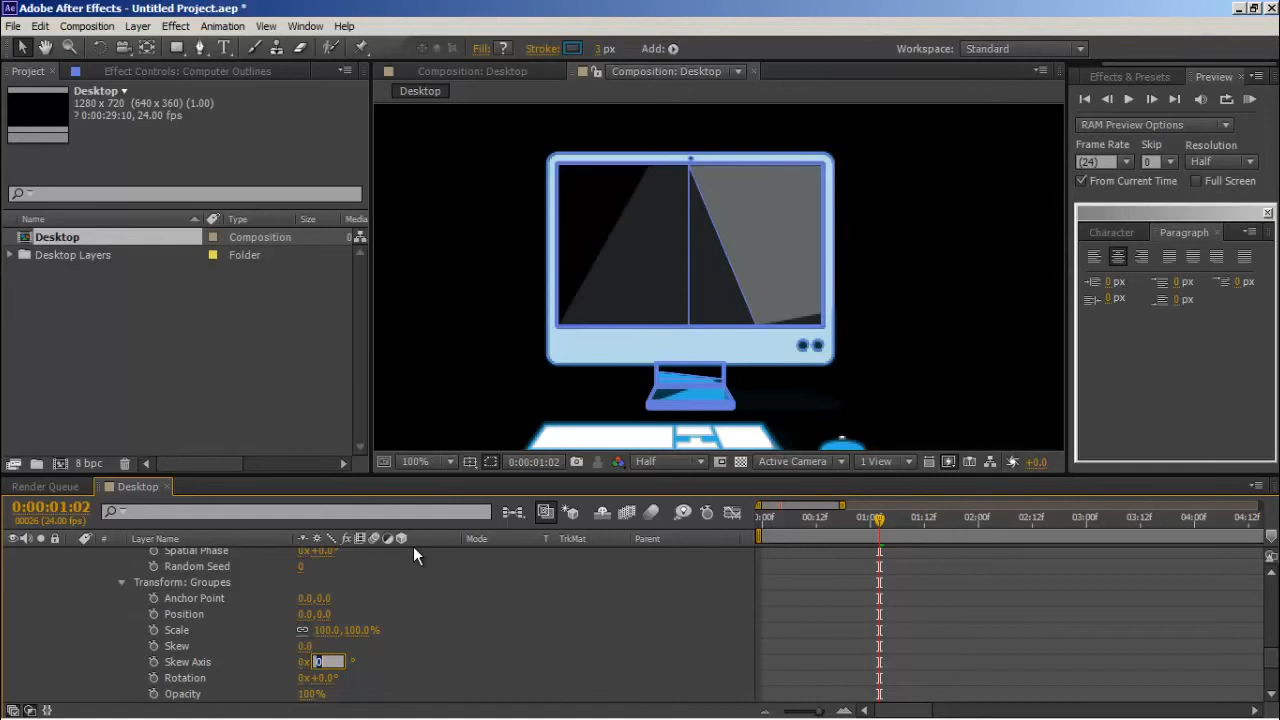 Adobe After Effects - Untitled Project.aep *
File Edit Composition Layer Effect Animation View Window Help
Fill: ? Stroke: 3 px Add: Workspace: Standard
Project Effect Controls: Computer Outlines
Composition: Desktop Composition: Desktop
Effects & Presets Preview
Desktop
1280 x 720 (640 x 360) (1.00)
? 0:00:29:10, 24.00 fps
Desktop
RAM Preview Options
Frame Rate Skip Resolution
(24) 0 Half
From Current Time Full Screen
Name Type Size Media
Desktop Composition 0
Desktop Layers Folder
Character Paragraph
0 px 0 px 0 px
0 px 0 px
8 bpc
100% 0:00:01:02 Half Active Camera 1 View +0.0
Render Queue Desktop
0:00:01:02
00026 (24.00 fps)
0:00f 00:12f 01:00f 01:12f 02:00f 02:12f 03:00f 03:12f 04:00f 04:12f
# Layer Name fx Mode T TrkMat Parent
Spatial Phase 0x+0.0°
Random Seed 0
Transform: Groupes
Anchor Point 0.0,0.0
Position 0.0,0.0
Scale 100.0,100.0%
Skew 0.0
Skew Axis 0x 0 °
Rotation 0x+0.0°
Opacity 100%